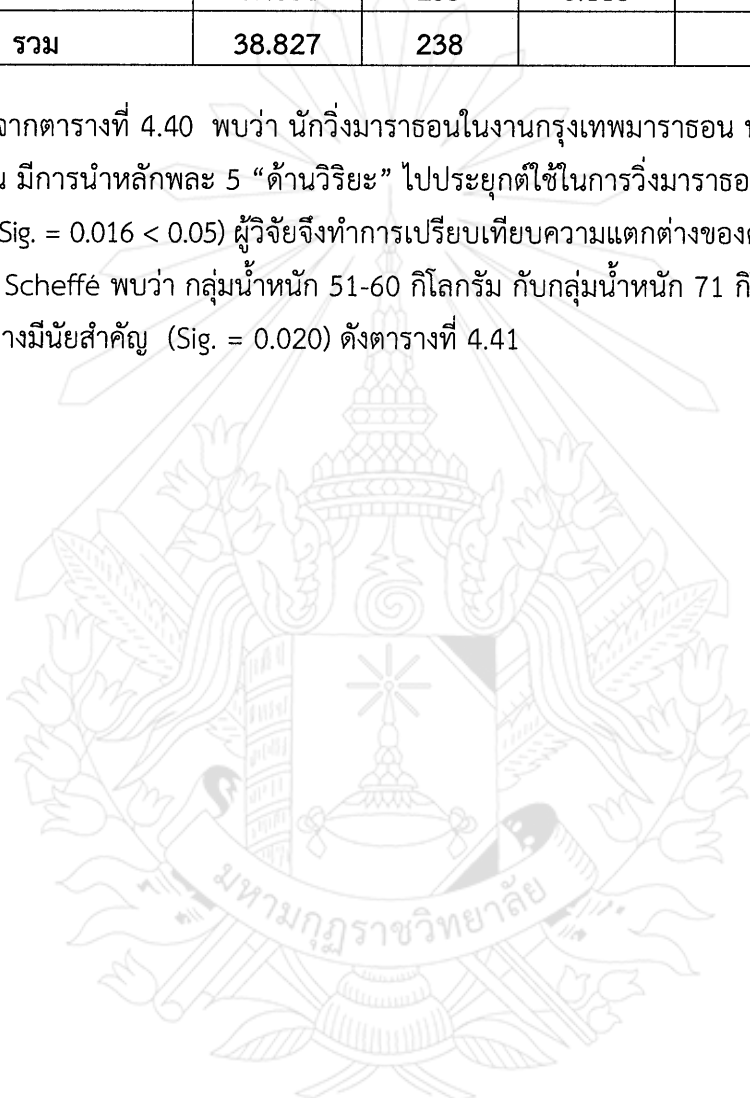 รวม 38.827 238
จากตารางที่ 4.40 พบว่า นักวิ่งมาราธอนในงานกรุงเทพมาราธอน
มีการนำหลักพละ 5 “ด้านวิริยะ” ไปประยุกต์ใช้ในการวิ่งมาราธอ
Sig. = 0.016 < 0.05) ผู้วิจัยจึงทำการเปรียบเทียบความแตกต่างของ
Scheffé พบว่า กลุ่มน้ำหนัก 51-60 กิโลกรัม กับกลุ่มน้ำหนัก 71 กิ
างมีนัยสำคัญ (Sig. = 0.020) ดังตารางที่ 4.41
มหามกุฏราชวิทยาลัย